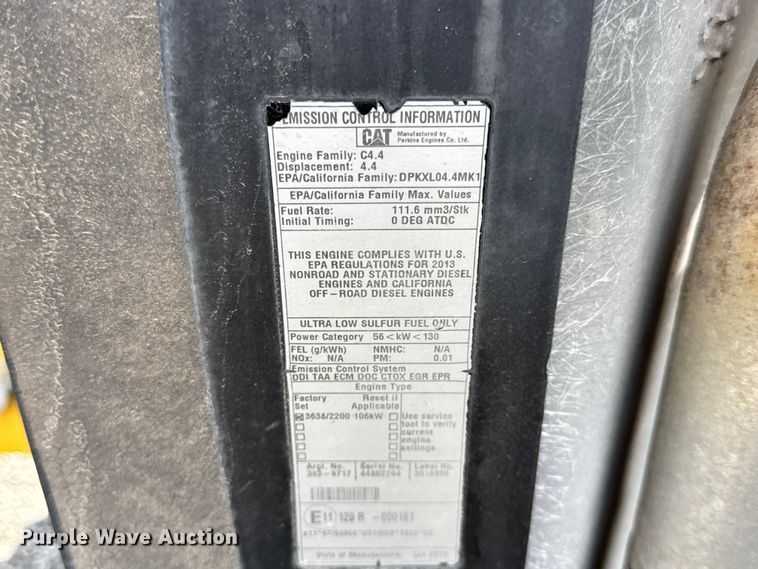 EMISSION CONTROL INFORMATION
CAT Manufactured by
Perkins Engines Co. Ltd.
Engine Family: C4.4
Displacement: 4.4
EPA/California Family: DPKXL04.4MK1
EPA/California Family Max. Values
Fuel Rate: 111.6 mm3/Stk
Initial Timing: 0 DEG ATDC
THIS ENGINE COMPLIES WITH U.S.
EPA REGULATIONS FOR 2013
NONROAD AND STATIONARY DIESEL
ENGINES AND CALIFORNIA
OFF-ROAD DIESEL ENGINES
ULTRA LOW SULFUR FUEL ONLY
Power Category 56<kW<130
FEL (g/kWh) NMHC: N/A
NOx: N/A PM: 0.01
Emission Control System
DDI TAA ECM DOC CTOX EGR EPR
Engine Type
Factory Reset if
Set Applicable
3638/2200 106kW Use service
tool to verify
current
engine
settings
Argt. No. Serial No. Label No.
E11 120 R
Date of Manufacture:
Purple Wave Auction